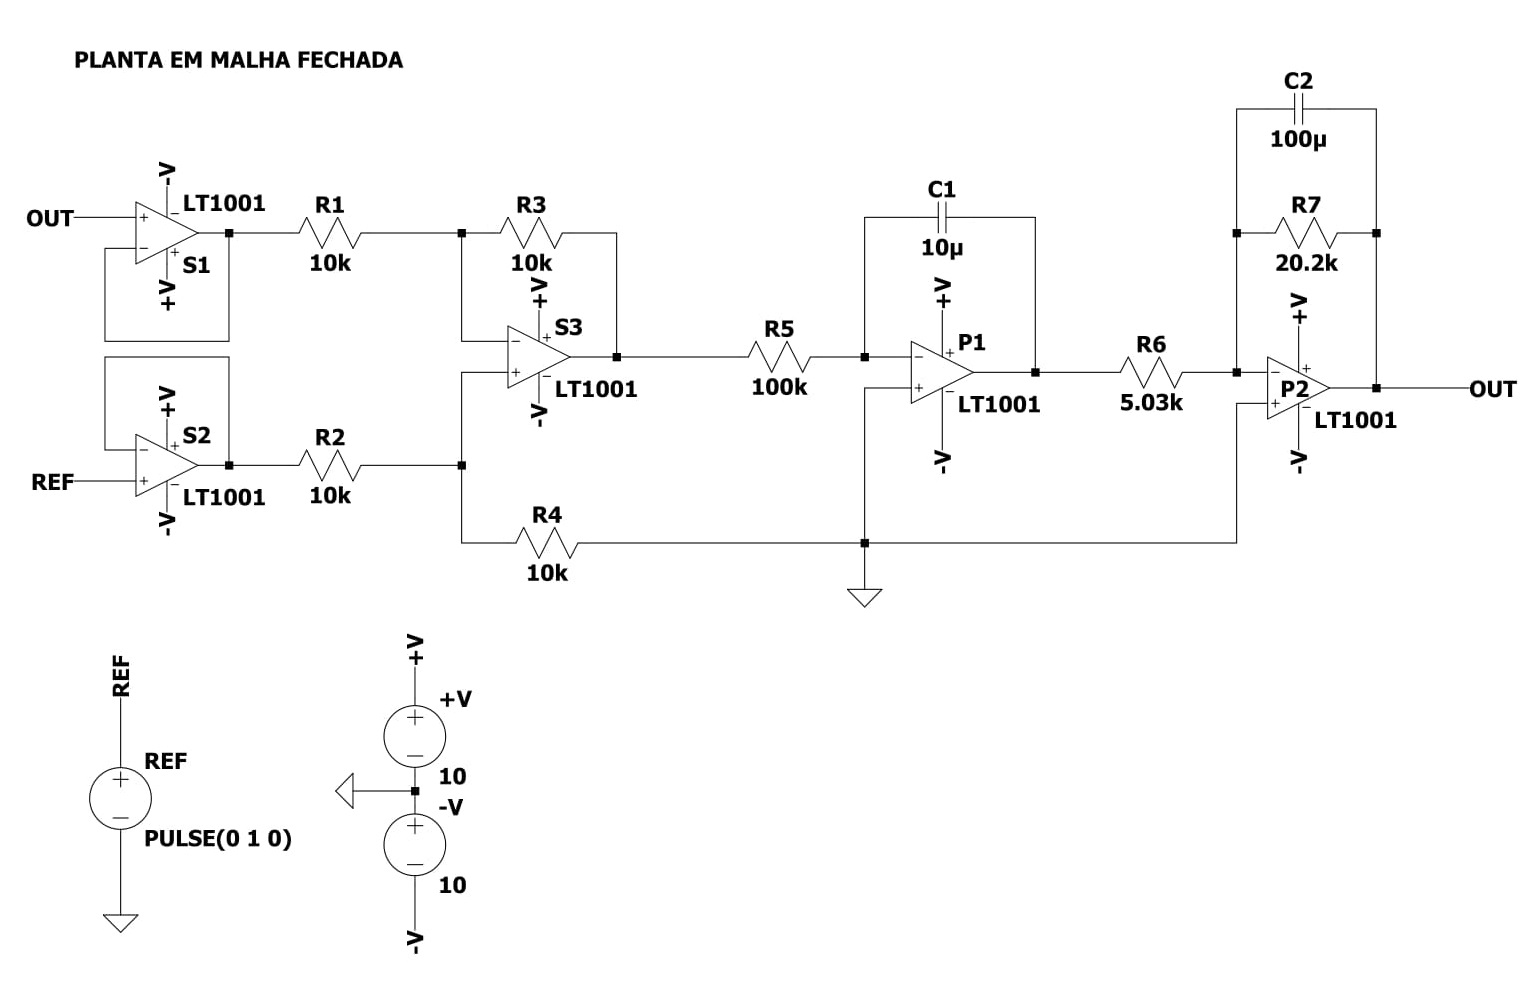 PLANTA EM MALHA FECHADA
C2
100µ
-V
LT1001
OUT
S1
+V
R1
10k
R3
10k
C1
10µ
R7
20.2k
+V
S3
LT1001
-V
R5
100k
+V
P1
LT1001
-V
R6
5.03k
+V
P2
LT1001
-V
OUT
+V
S2
REF
LT1001
-V
R2
10k
R4
10k
REF
REF
PULSE(0 1 0)
+V
+V
10
-V
10
-V